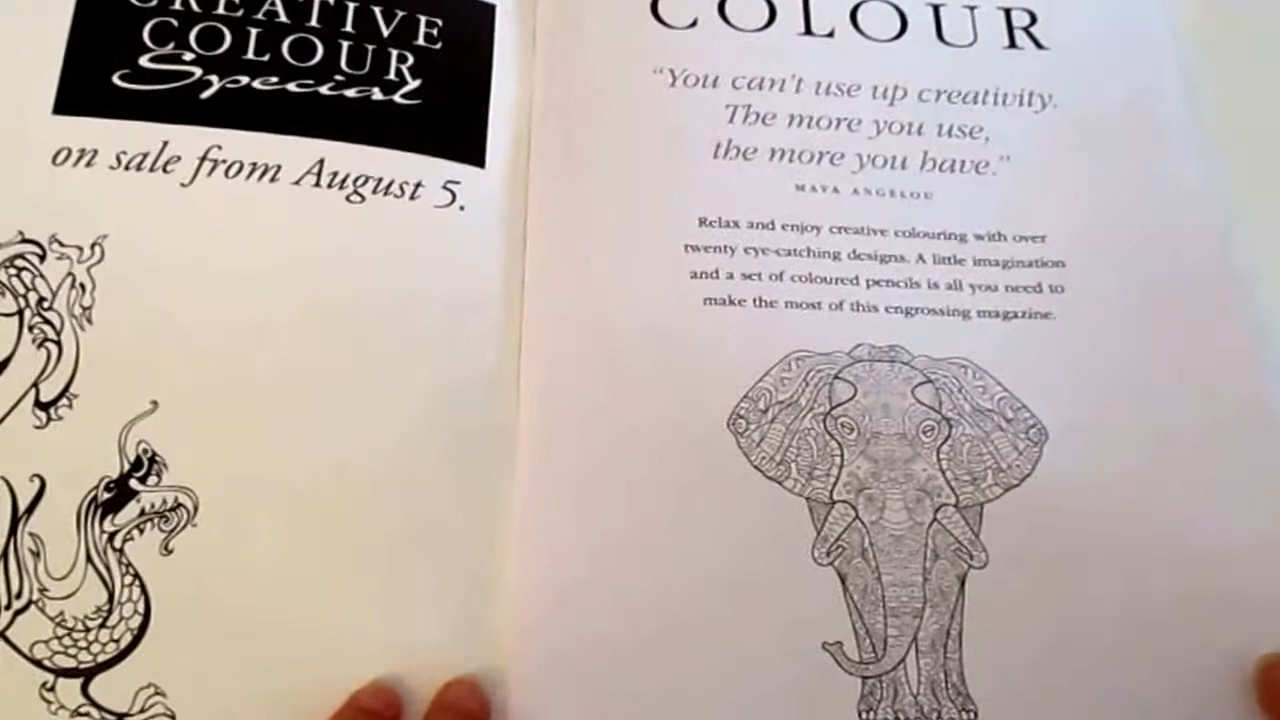 CREATIVE
COLOUR
Special
on sale from August 5.
COLOUR
"You can't use up creativity.
The more you use,
the more you have."
MAYA ANGELOU
Relax and enjoy creative colouring with over
twenty eye-catching designs. A little imagination
and a set of coloured pencils is all you need to
make the most of this engrossing magazine.